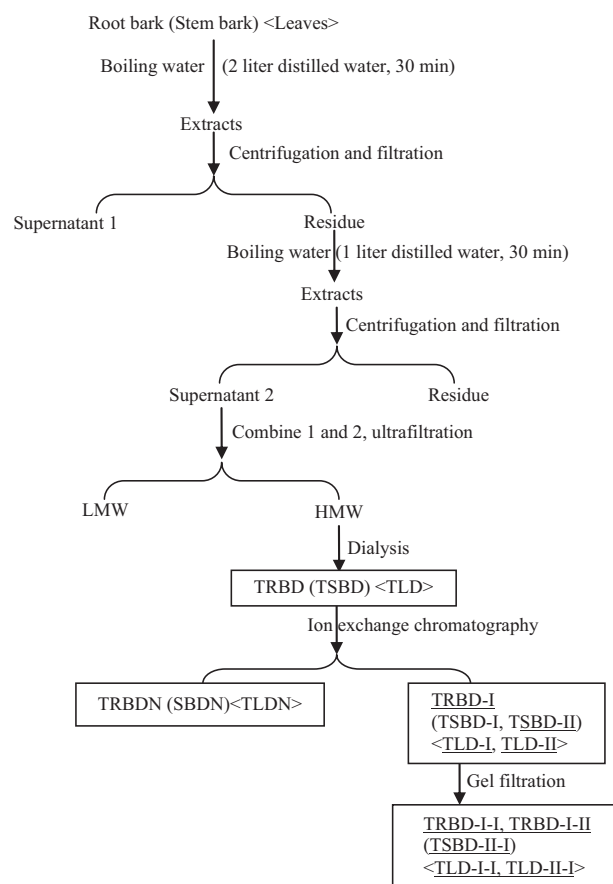 Root bark (Stem bark) <Leaves>
Boiling water (2 liter distilled water, 30 min)
Extracts
Centrifugation and filtration
Supernatant 1
Residue
Boiling water (1 liter distilled water, 30 min)
Extracts
Centrifugation and filtration
Supernatant 2
Residue
Combine 1 and 2, ultrafiltration
LMW
HMW
Dialysis
TRBD (TSBD) <TLD>
Ion exchange chromatography
TRBDN (SBDN)<TLDN>
TRBD-I
(TSBD-I, TSBD-II)
<TLD-I, TLD-II>
Gel filtration
TRBD-I-I, TRBD-I-II
(TSBD-II-I)
<TLD-I-I, TLD-II-I>